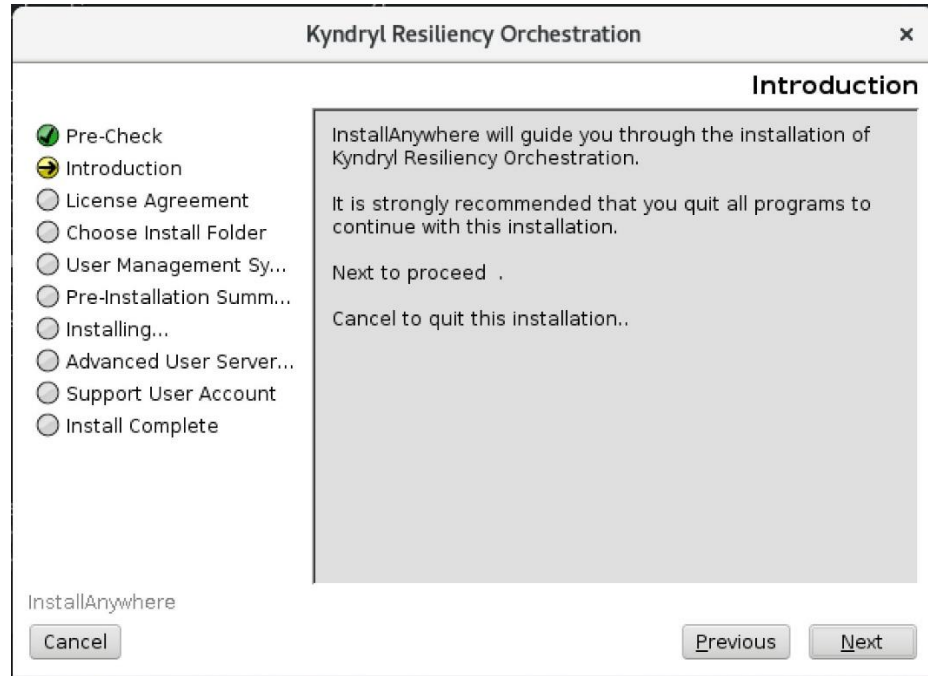 Kyndryl Resiliency Orchestration
Introduction
Pre-Check
Introduction
License Agreement
Choose Install Folder
User Management Sy...
Pre-Installation Summ...
Installing...
Advanced User Server...
Support User Account
Install Complete
InstallAnywhere will guide you through the installation of
Kyndryl Resiliency Orchestration.
It is strongly recommended that you quit all programs to
continue with this installation.
Next to proceed .
Cancel to quit this installation..
InstallAnywhere
Cancel
Previous
Next